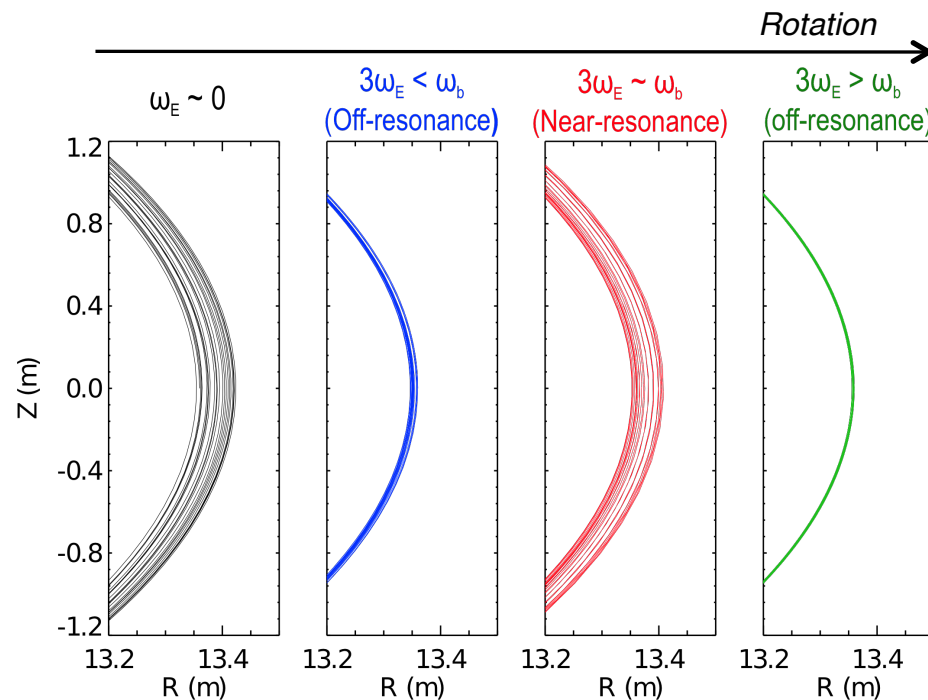 Rotation
ω_E ~ 0
3ω_E < ω_b
(Off-resonance)
3ω_E ~ ω_b
(Near-resonance)
3ω_E > ω_b
(off-resonance)
1.2
0.8
0.4
0.0
-0.4
-0.8
-1.2
Z (m)
13.2 13.4
R (m)
13.2 13.4
R (m)
13.2 13.4
R (m)
13.2 13.4
R (m)